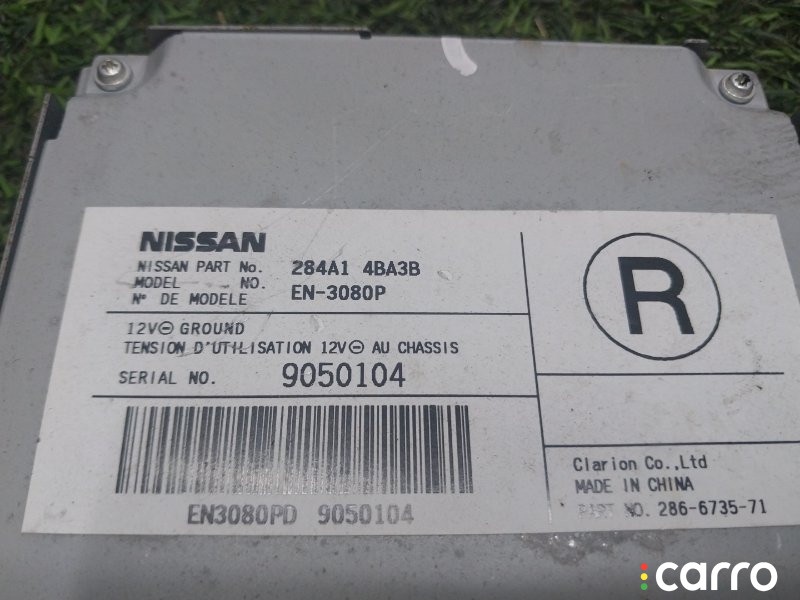 NISSAN
NISSAN PART No. 284A1 4BA3B
MODEL NO. EN-3080P
N° DE MODELE
12V⊖ GROUND
TENSION D'UTILISATION 12V⊖ AU CHASSIS
SERIAL NO. 9050104
EN3080PD 9050104
R
Clarion Co.,Ltd
MADE IN CHINA
PART NO. 286-6735-71
carro